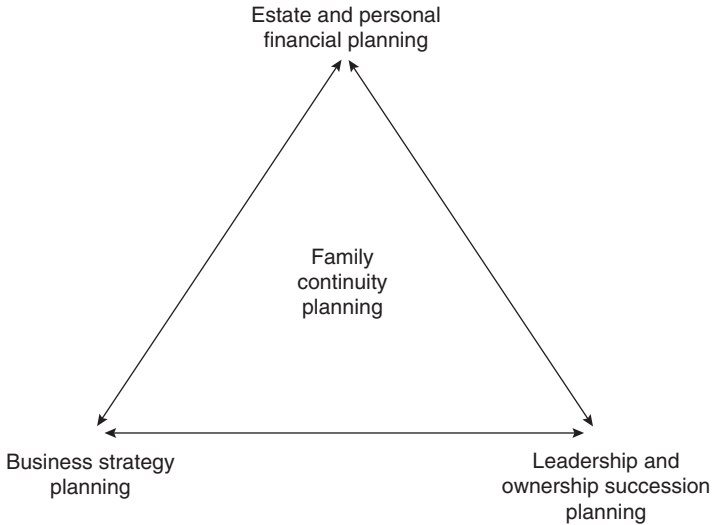 Estate and personal
financial planning
Family
continuity
planning
Business strategy
planning
Leadership and
ownership succession
planning